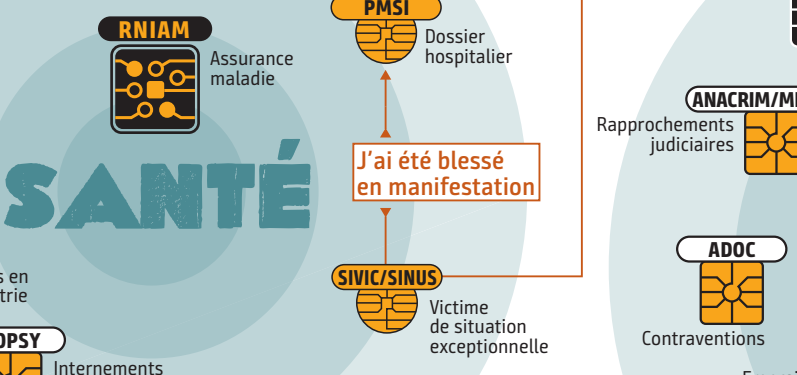 PMSI
Dossier
hospitalier
RNIAM
Assurance
maladie
SANTÉ
J'ai été blessé
en manifestation
SIVIC/SINUS
Victime
de situation
exceptionnelle
s en
trie
OPSY
Internements
ANACRIM/M
Rapprochements
judiciaires
ADOC
Contraventions